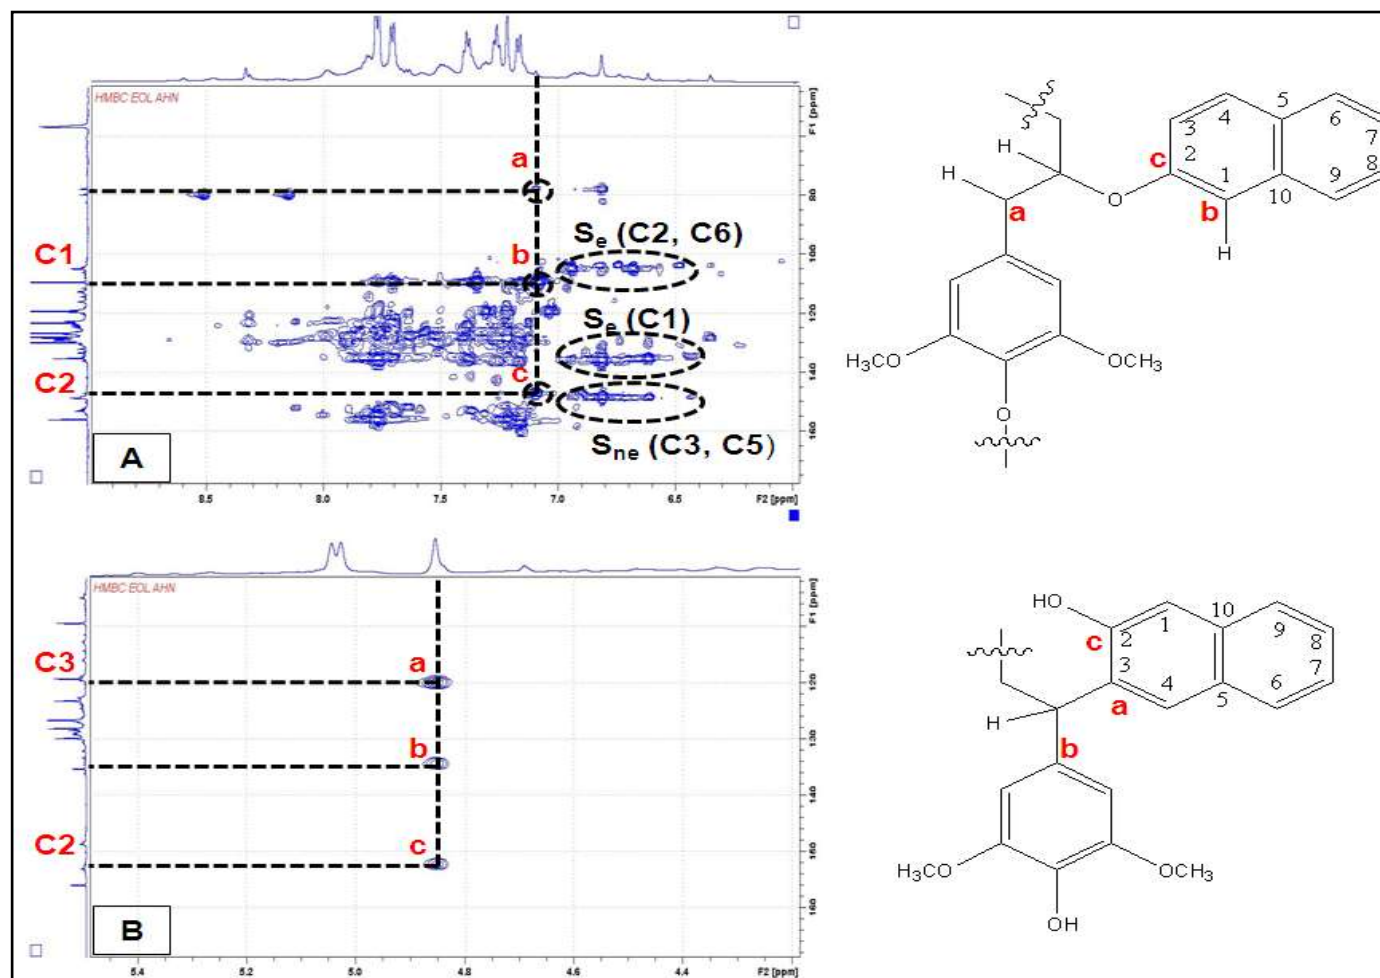 HMBC EOL AHN
F1 [ppm]
a
80
S_e (C2, C6)
C1
b
100
120
S_e (C1)
C2
c
140
160
S_ne (C3, C5)
A
8.5 8.0 7.5 7.0 6.5 F2 [ppm]
H
H
a
O
c
b
H
1 2 3 4 5 6 7 8 9 10
H₃CO
OCH₃
O
HMBC EOL AHN
F1 [ppm]
C3
a
120
130
b
140
C2
c
150
160
B
5.4 5.2 5.0 4.8 4.6 4.4 F2 [ppm]
HO
c
a
H
b
1 2 3 4 5 6 7 8 9 10
H₃CO
OCH₃
OH